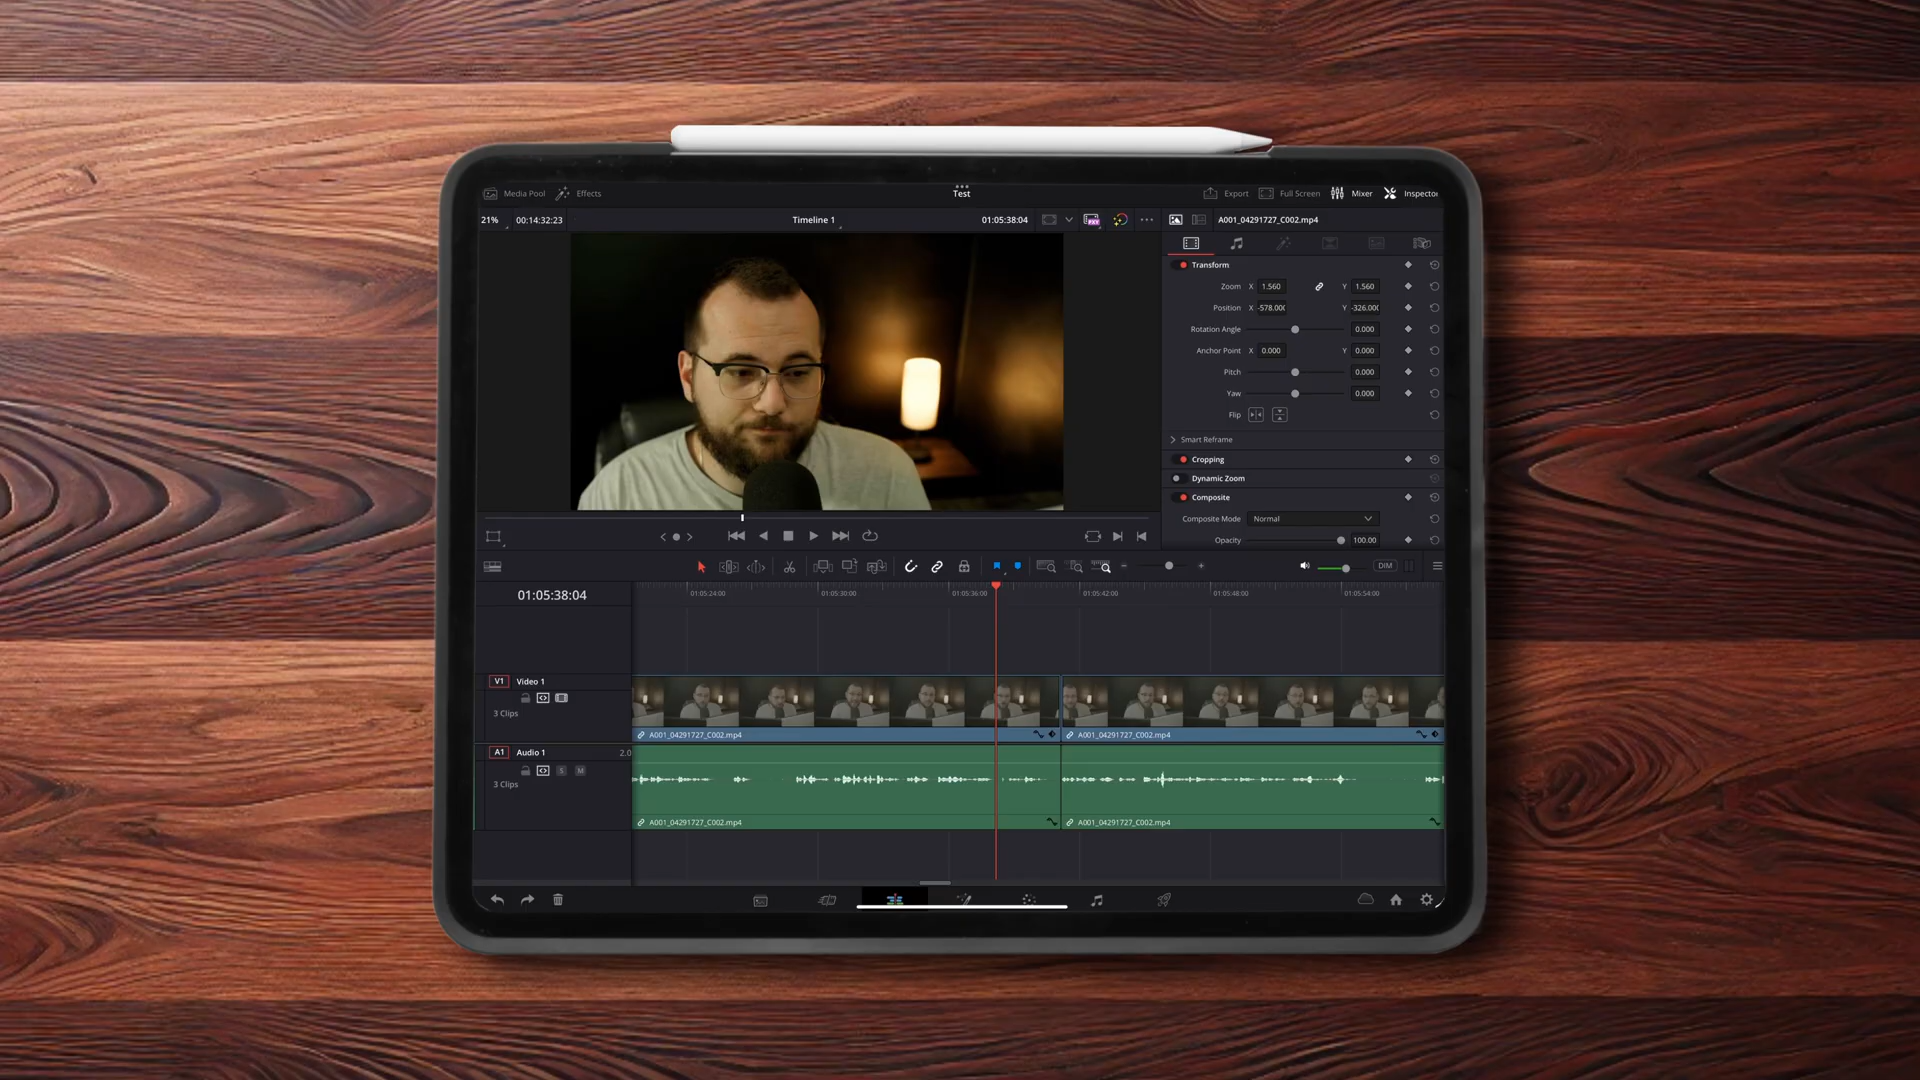 Media Pool Effects Test Export Full Screen Mixer Inspector
21% 00:14:32:23 Timeline 1 01:05:38:04 A001_04291727_C002.mp4
Transform
Zoom X 1.560 Y 1.560
Position X -578.000 Y -326.000
Rotation Angle 0.000
Anchor Point X 0.000 Y 0.000
Pitch 0.000
Yaw 0.000
Flip
Smart Reframe
Cropping
Dynamic Zoom
Composite
Composite Mode Normal
Opacity 100.00
DIM
01:05:38:04 01:05:24:00 01:05:30:00 01:05:36:00 01:05:42:00 01:05:48:00 01:05:54:00
V1 Video 1
3 Clips
A001_04291727_C002.mp4 A001_04291727_C002.mp4
A1 Audio 1 2.0
S M
3 Clips
A001_04291727_C002.mp4 A001_04291727_C002.mp4